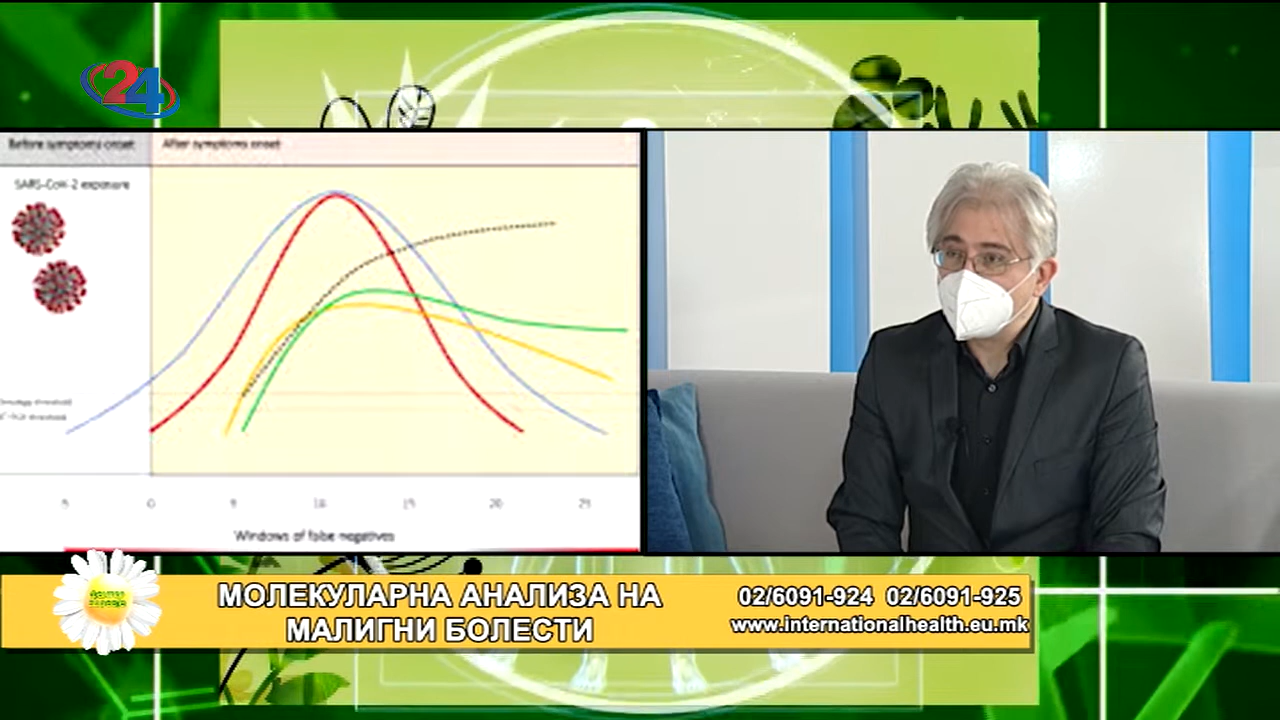 24
Before symptoms onset
After symptoms onset
SARS-CoV-2 exposure
5 0 5 10 15 20 25
Windows of false negatives
МОЛЕКУЛАРНА АНАЛИЗА НА
МАЛИГНИ БОЛЕСТИ
02/6091-924 02/6091-925
www.internationalhealth.eu.mk